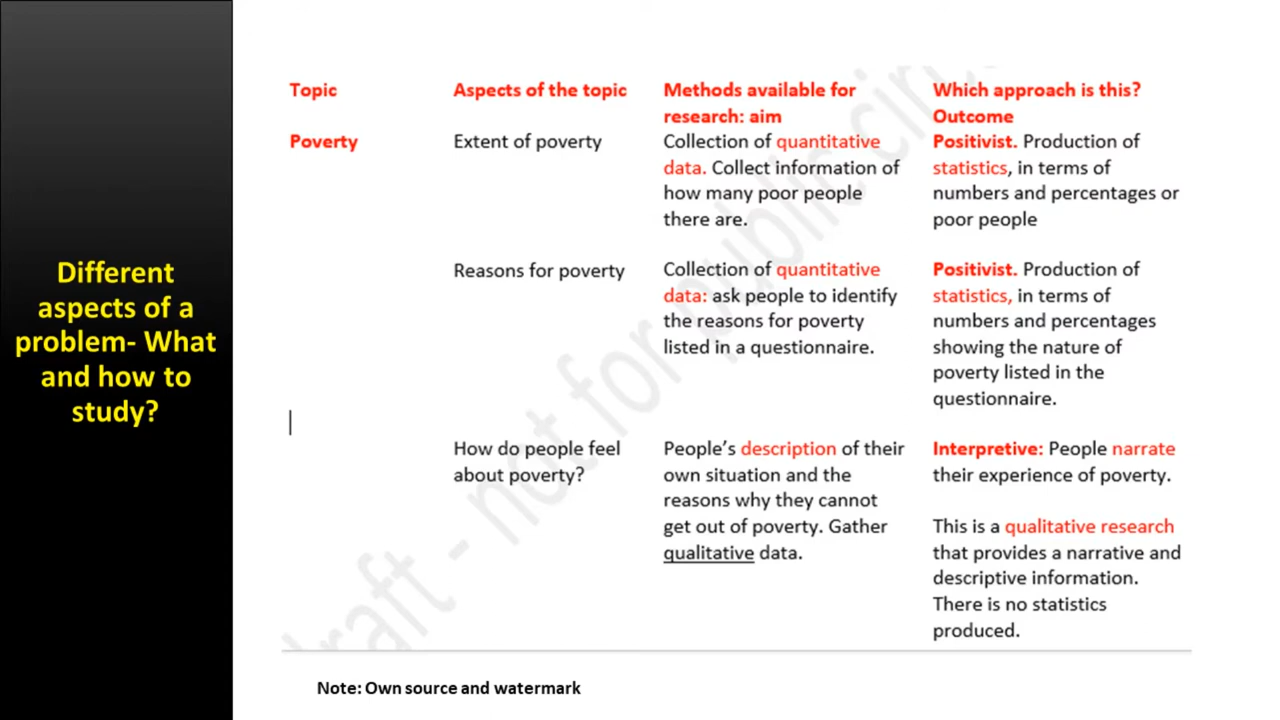 Different
aspects of a
problem- What
and how to
study?
Topic
Aspects of the topic
Methods available for
research: aim
Which approach is this?
Outcome
Poverty
Extent of poverty
Collection of quantitative
data. Collect information of
how many poor people
there are.
Positivist. Production of
statistics, in terms of
numbers and percentages or
poor people
Reasons for poverty
Collection of quantitative
data: ask people to identify
the reasons for poverty
listed in a questionnaire.
Positivist. Production of
statistics, in terms of
numbers and percentages
showing the nature of
poverty listed in the
questionnaire.
How do people feel
about poverty?
People's description of their
own situation and the
reasons why they cannot
get out of poverty. Gather
qualitative data.
Interpretive: People narrate
their experience of poverty.
This is a qualitative research
that provides a narrative and
descriptive information.
There is no statistics
produced.
draft - not for public circ
Note: Own source and watermark